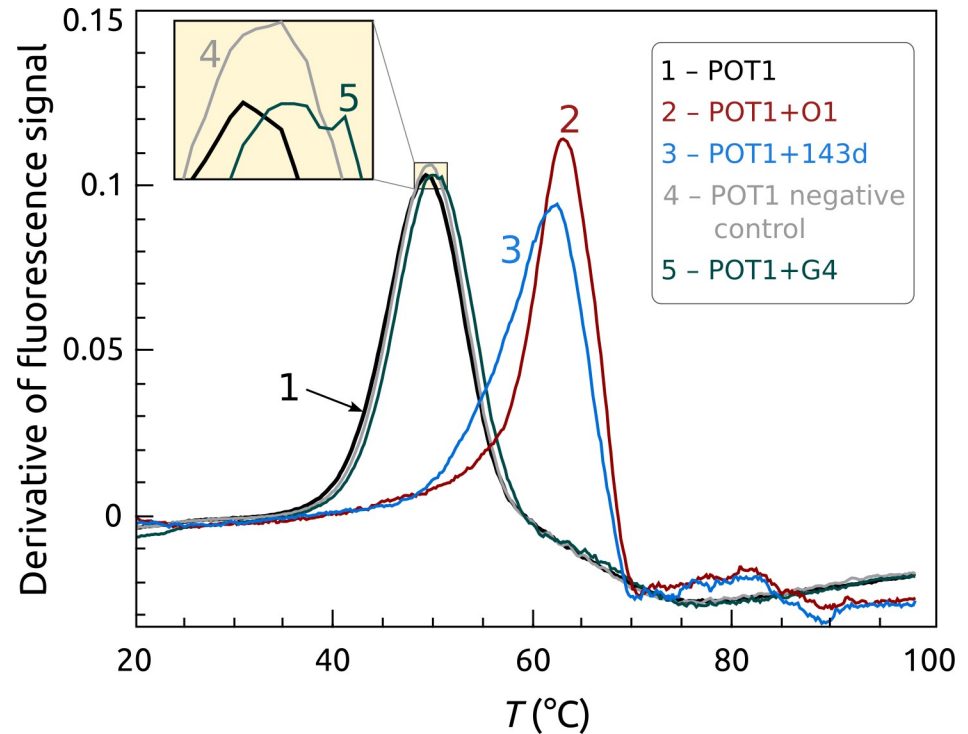 Derivative of fluorescence signal
0.15
0.1
0.05
0
4
5
1
2
3
1 – POT1
2 – POT1+O1
3 – POT1+143d
4 – POT1 negative
control
5 – POT1+G4
20 40 60 80 100
T (°C)